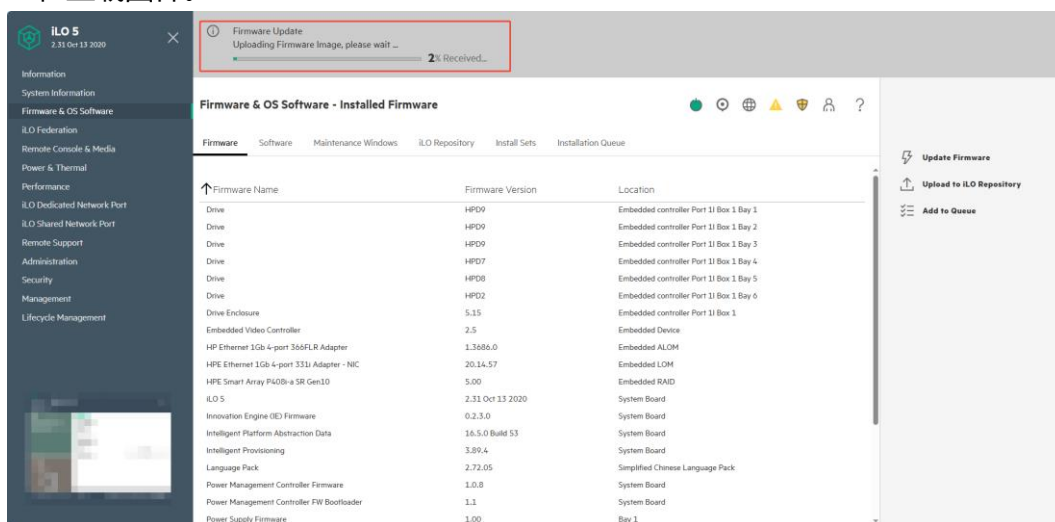 iLO 5
2.31 Oct 13 2020
Information
System Information
Firmware & OS Software
iLO Federation
Remote Console & Media
Power & Thermal
Performance
iLO Dedicated Network Port
iLO Shared Network Port
Remote Support
Administration
Security
Management
Lifecycle Management
Firmware Update
Uploading Firmware Image, please wait ...
2% Received...
Firmware & OS Software - Installed Firmware
Firmware Software Maintenance Windows iLO Repository Install Sets Installation Queue
Firmware Name Firmware Version Location
Drive HPD9 Embedded controller Port 1I Box 1 Bay 1
Drive HPD9 Embedded controller Port 1I Box 1 Bay 2
Drive HPD9 Embedded controller Port 1I Box 1 Bay 3
Drive HPD7 Embedded controller Port 1I Box 1 Bay 4
Drive HPD8 Embedded controller Port 1I Box 1 Bay 5
Drive HPD2 Embedded controller Port 1I Box 1 Bay 6
Drive Enclosure 5.15 Embedded controller Port 1I Box 1
Embedded Video Controller 2.5 Embedded Device
HP Ethernet 1Gb 4-port 366FLR Adapter 1.3686.0 Embedded ALOM
HPE Ethernet 1Gb 4-port 331i Adapter - NIC 20.14.57 Embedded LOM
HPE Smart Array P408i-a SR Gen10 5.00 Embedded RAID
iLO 5 2.31 Oct 13 2020 System Board
Innovation Engine (IE) Firmware 0.2.3.0 System Board
Intelligent Platform Abstraction Data 16.5.0 Build 53 System Board
Intelligent Provisioning 3.89.4 System Board
Language Pack 2.72.05 Simplified Chinese Language Pack
Power Management Controller Firmware 1.0.8 System Board
Power Management Controller FW Bootloader 1.1 System Board
Power Supply Firmware 1.00 Bay 1
Update Firmware
Upload to iLO Repository
Add to Queue